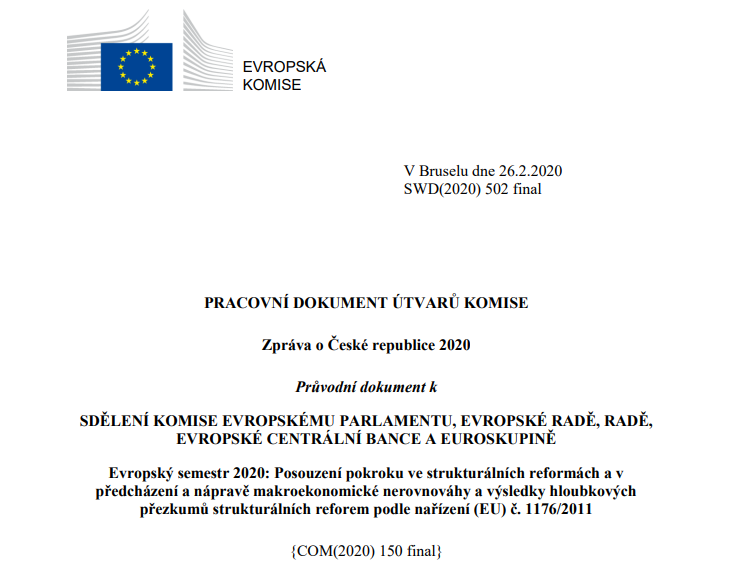 EVROPSKÁ
KOMISE
V Bruselu dne 26.2.2020
SWD(2020) 502 final
PRACOVNÍ DOKUMENT ÚTVARŮ KOMISE
Zpráva o České republice 2020
Průvodní dokument k
SDĚLENÍ KOMISE EVROPSKÉMU PARLAMENTU, EVROPSKÉ RADĚ, RADĚ,
EVROPSKÉ CENTRÁLNÍ BANCE A EUROSKUPINĚ
Evropský semestr 2020: Posouzení pokroku ve strukturálních reformách a v
předcházení a nápravě makroekonomické nerovnováhy a výsledky hloubkových
přezkumů strukturálních reforem podle nařízení (EU) č. 1176/2011
{COM(2020) 150 final}